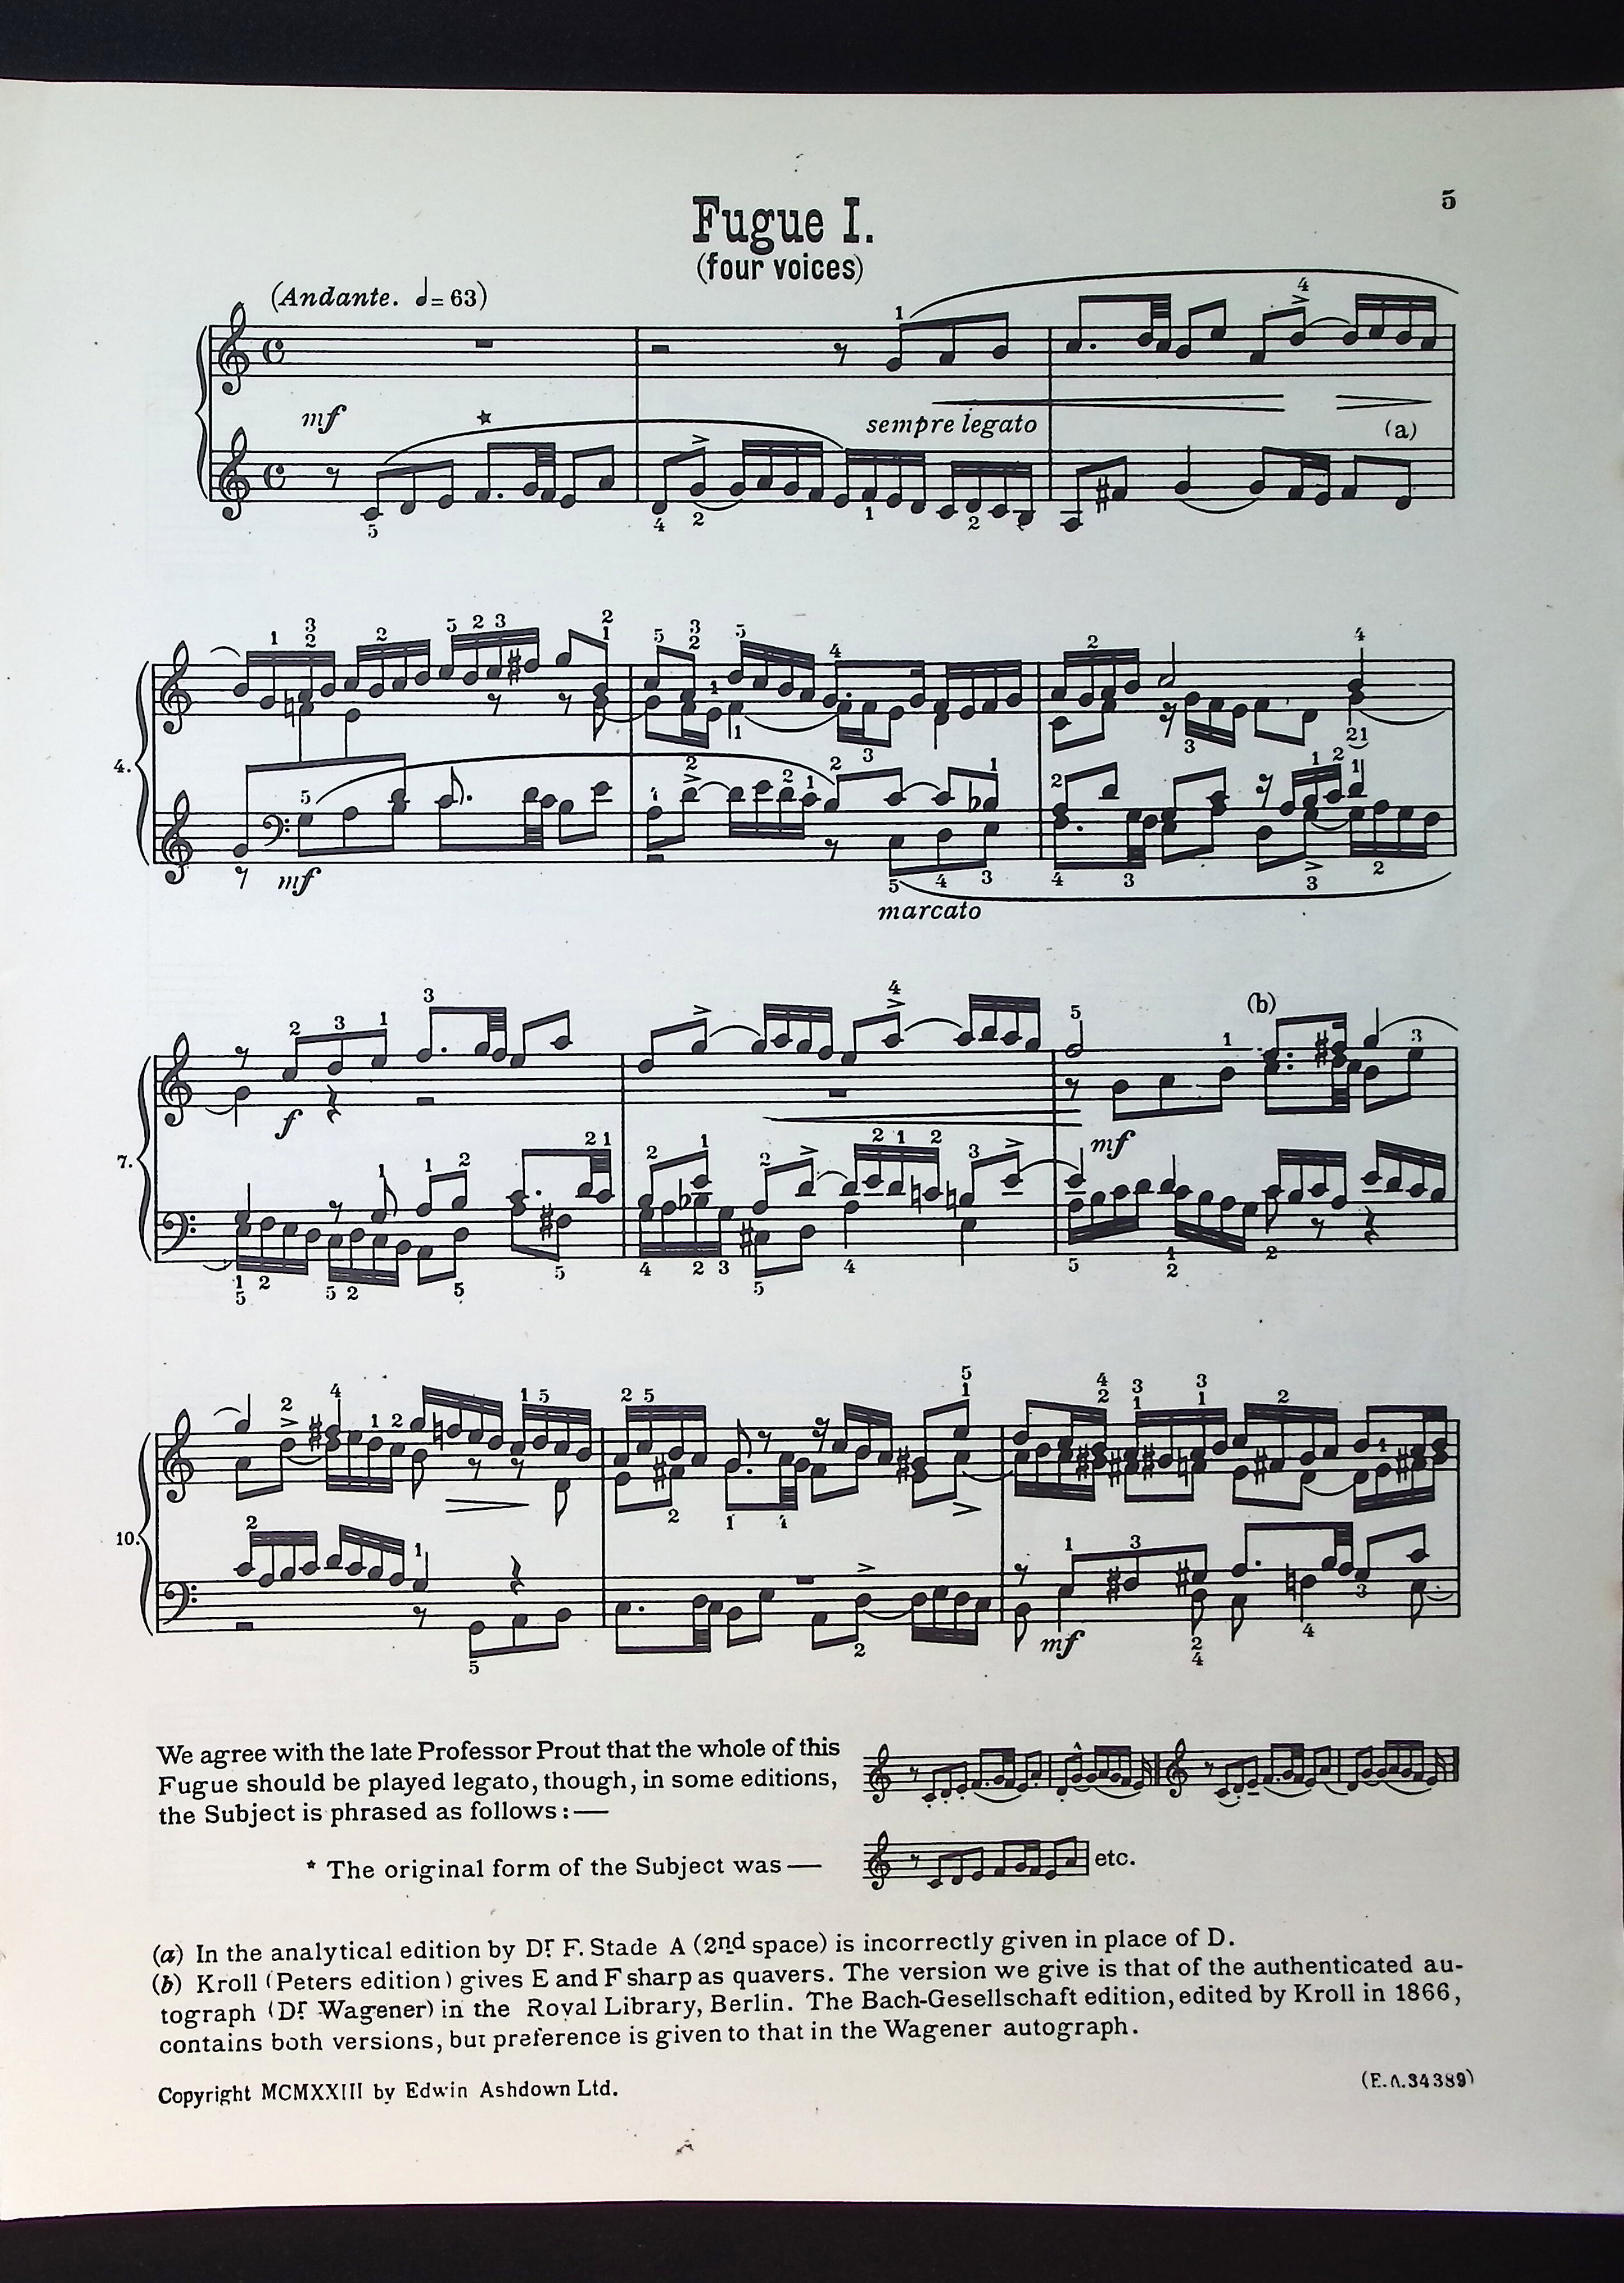 5
Fugue I.
(four voices)
(Andante. ♩= 63)
mf
sempre legato
(a)
4.
mf
marcato
(b)
7.
f
mf
10.
mf
We agree with the late Professor Prout that the whole of this
Fugue should be played legato, though, in some editions,
the Subject is phrased as follows:—
* The original form of the Subject was —
etc.
(a) In the analytical edition by Dr. F. Stade A (2nd space) is incorrectly given in place of D.
(b) Kroll (Peters edition) gives E and F sharp as quavers. The version we give is that of the authenticated au-
tograph (Dr. Wagener) in the Royal Library, Berlin. The Bach-Gesellschaft edition, edited by Kroll in 1866,
contains both versions, but preference is given to that in the Wagener autograph.
Copyright MCMXXIII by Edwin Ashdown Ltd.
(E.A.34389)